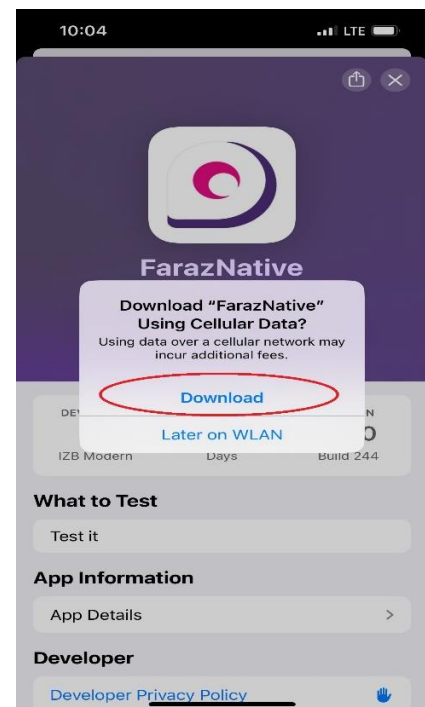 10:04
LTE
FarazNative
Download “FarazNative”
Using Cellular Data?
Using data over a cellular network may
incur additional fees.
Download
Later on WLAN
IZB Modern Days Build 244
What to Test
Test it
App Information
App Details
Developer
Developer Privacy Policy